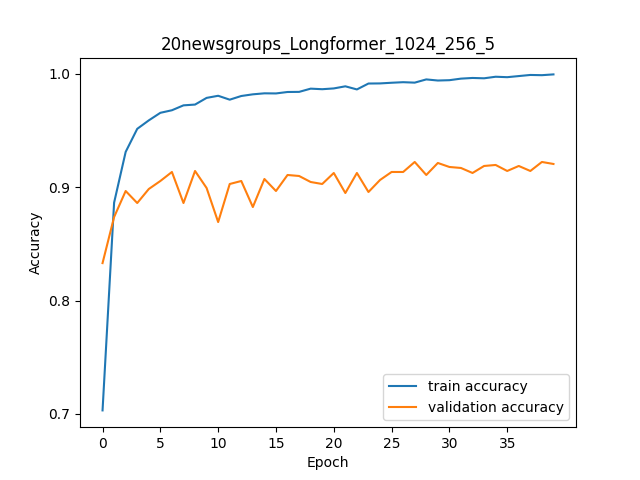 20newsgroups_Longformer_1024_256_5
1.0
0.9
0.8
0.7
Accuracy
0 5 10 15 20 25 30 35
Epoch
train accuracy
validation accuracy